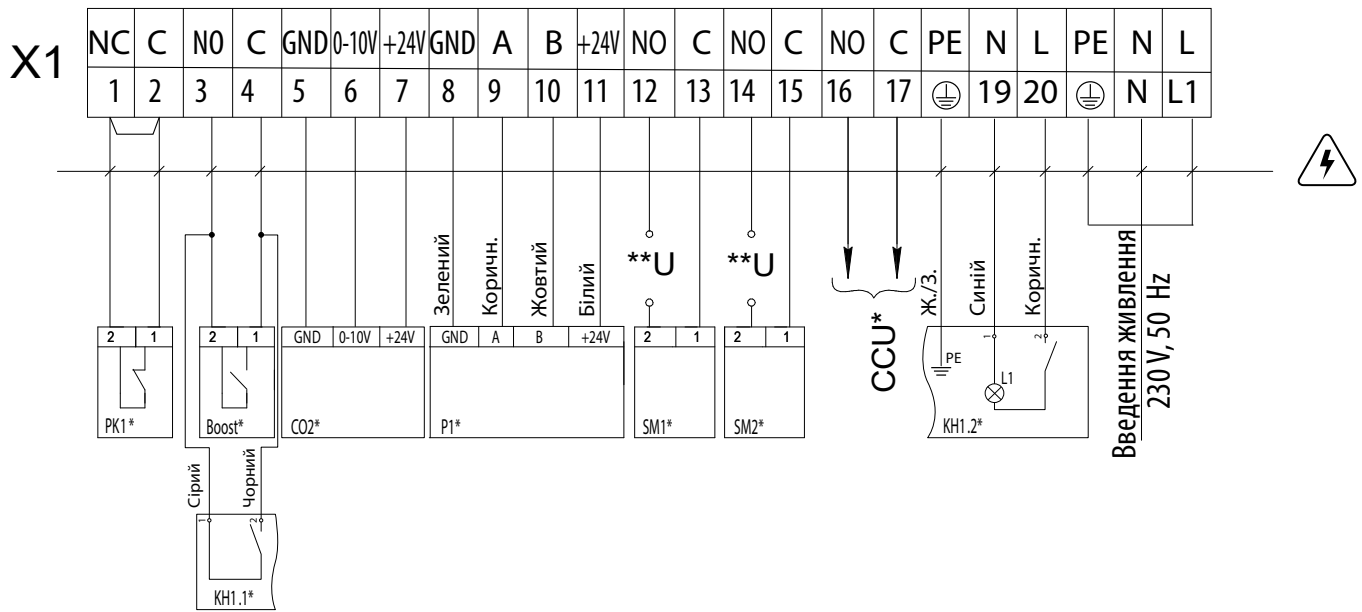 X1
NC C NO C GND 0-10V +24V GND A B +24V NO C NO C NO C PE N L PE N L
1 2 3 4 5 6 7 8 9 10 11 12 13 14 15 16 17 19 20 N L1
Зелений
Коричн.
Жовтий
Білий
**U
**U
CCU*
Ж./З.
Синій
Коричн.
Введення живлення
230 V, 50 Hz
2 1
PK1*
2 1
Boost*
GND 0-10V +24V
CO2*
GND A B +24V
P1*
2 1
SM1*
2 1
SM2*
1 2
PE
L1
KH1.2*
Сірий
Чорний
1 2
KH1.1*